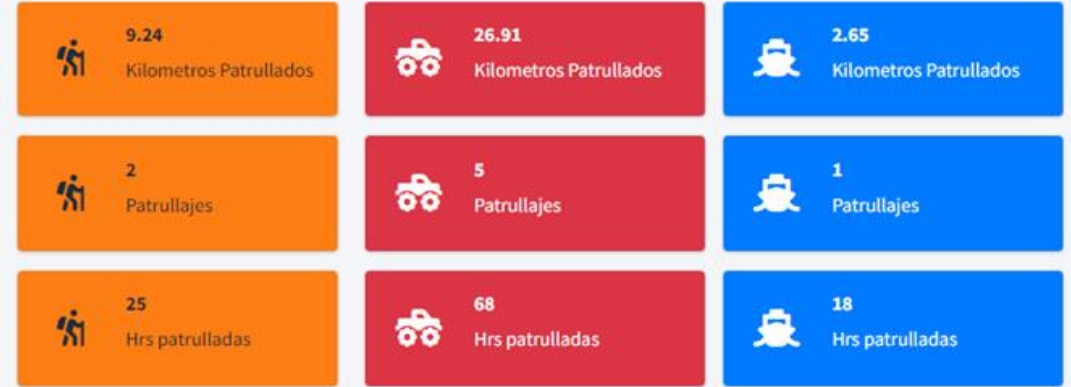 9.24
Kilometros Patrullados
26.91
Kilometros Patrullados
2.65
Kilometros Patrullados
2
Patrullajes
5
Patrullajes
1
Patrullajes
25
Hrs patrulladas
68
Hrs patrulladas
18
Hrs patrulladas